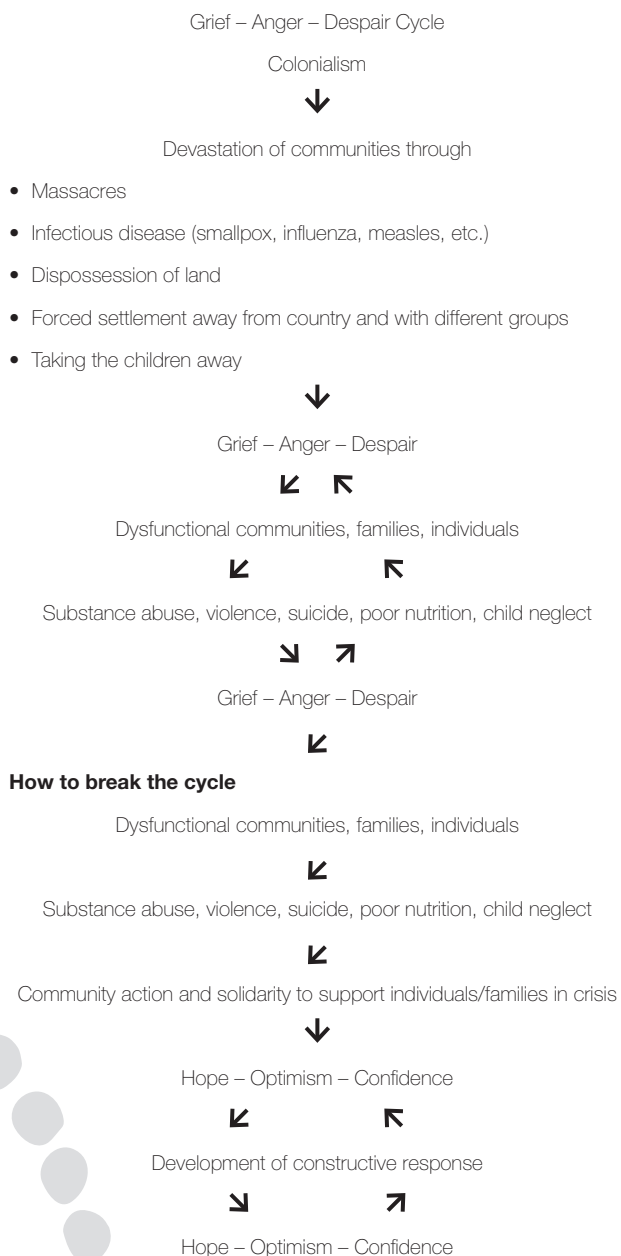 Grief – Anger – Despair Cycle
Colonialism
↓
Devastation of communities through
• Massacres
• Infectious disease (smallpox, influenza, measles, etc.)
• Dispossession of land
• Forced settlement away from country and with different groups
• Taking the children away
↓
Grief – Anger – Despair
↙ ↖
Dysfunctional communities, families, individuals
↙ ↖
Substance abuse, violence, suicide, poor nutrition, child neglect
↘ ↗
Grief – Anger – Despair
↙
How to break the cycle
Dysfunctional communities, families, individuals
↙
Substance abuse, violence, suicide, poor nutrition, child neglect
↙
Community action and solidarity to support individuals/families in crisis
↓
Hope – Optimism – Confidence
↙ ↖
Development of constructive response
↘ ↗
Hope – Optimism – Confidence